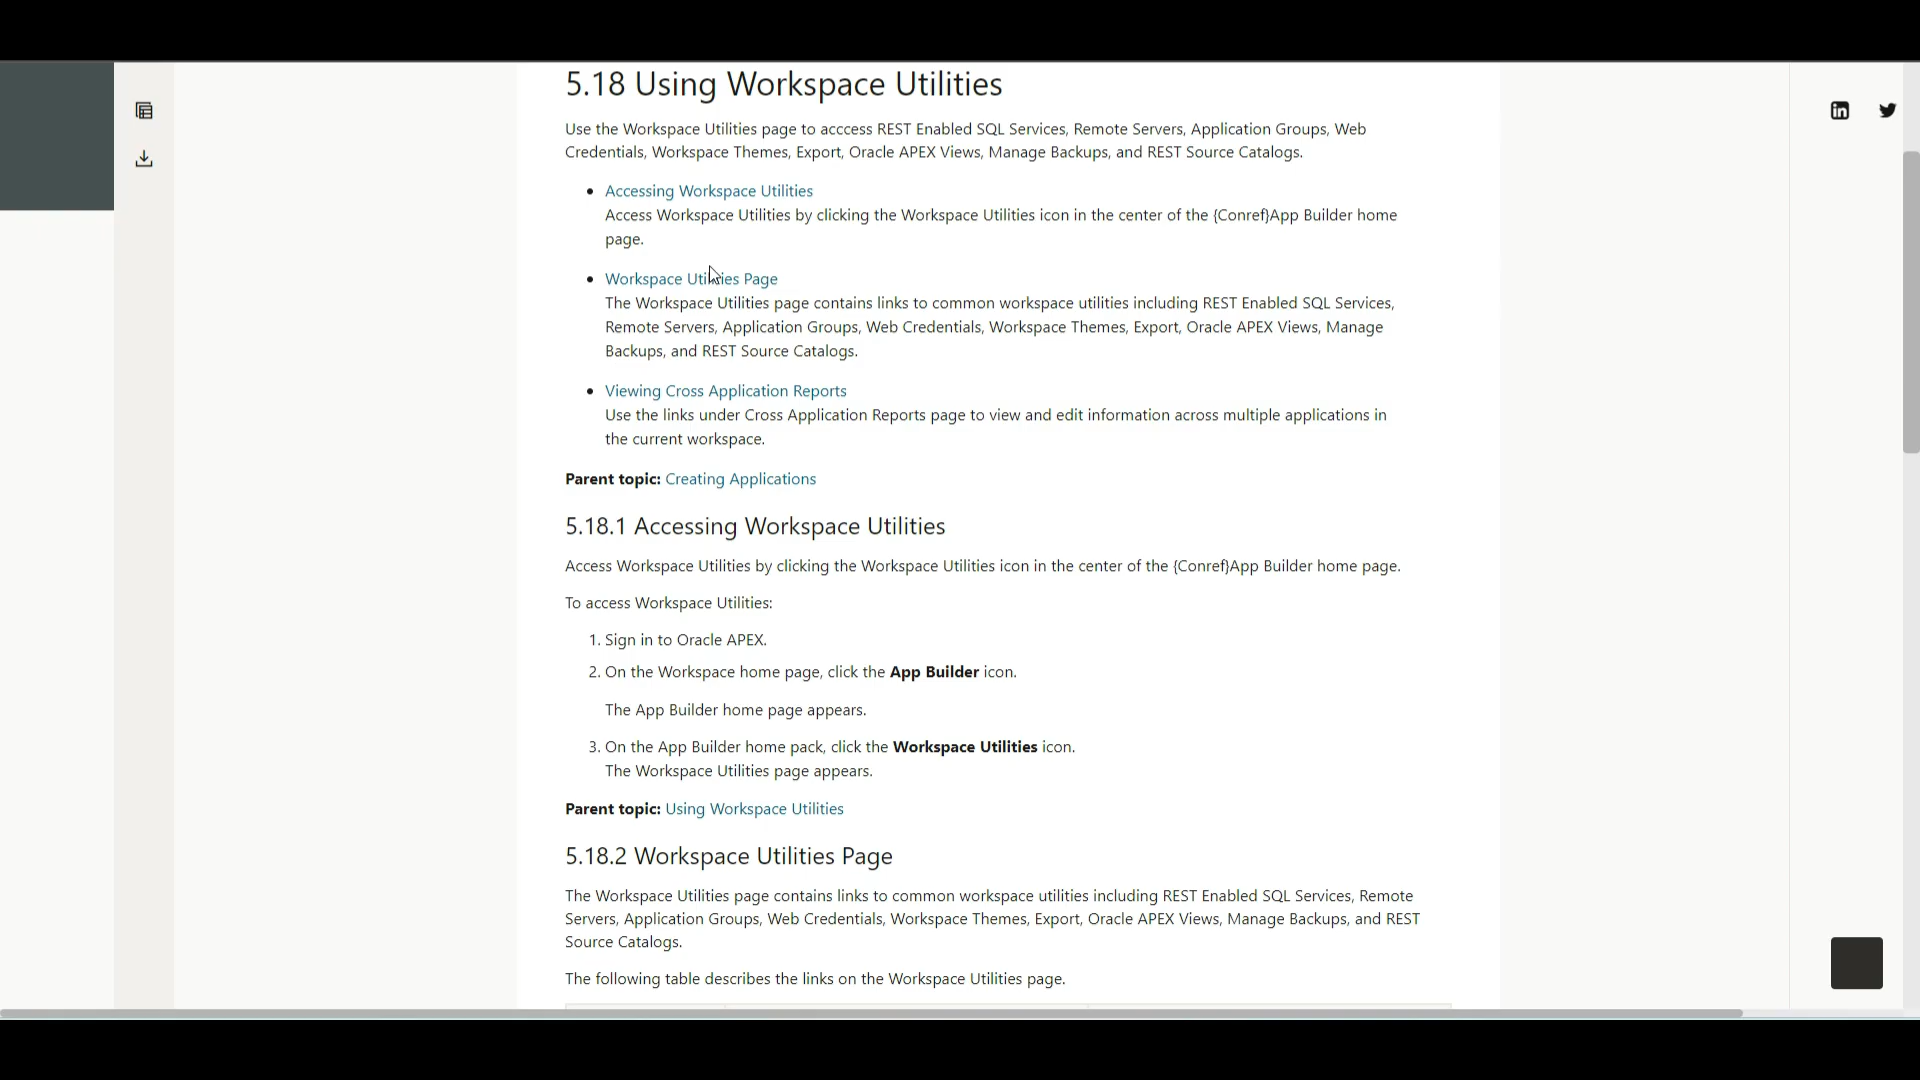 5.18 Using Workspace Utilities
Use the Workspace Utilities page to acccess REST Enabled SQL Services, Remote Servers, Application Groups, Web
Credentials, Workspace Themes, Export, Oracle APEX Views, Manage Backups, and REST Source Catalogs.
• Accessing Workspace Utilities
Access Workspace Utilities by clicking the Workspace Utilities icon in the center of the {Conref}App Builder home
page.
• Workspace Utilities Page
The Workspace Utilities page contains links to common workspace utilities including REST Enabled SQL Services,
Remote Servers, Application Groups, Web Credentials, Workspace Themes, Export, Oracle APEX Views, Manage
Backups, and REST Source Catalogs.
• Viewing Cross Application Reports
Use the links under Cross Application Reports page to view and edit information across multiple applications in
the current workspace.
Parent topic: Creating Applications
5.18.1 Accessing Workspace Utilities
Access Workspace Utilities by clicking the Workspace Utilities icon in the center of the {Conref}App Builder home page.
To access Workspace Utilities:
1. Sign in to Oracle APEX.
2. On the Workspace home page, click the App Builder icon.
The App Builder home page appears.
3. On the App Builder home pack, click the Workspace Utilities icon.
The Workspace Utilities page appears.
Parent topic: Using Workspace Utilities
5.18.2 Workspace Utilities Page
The Workspace Utilities page contains links to common workspace utilities including REST Enabled SQL Services, Remote
Servers, Application Groups, Web Credentials, Workspace Themes, Export, Oracle APEX Views, Manage Backups, and REST
Source Catalogs.
The following table describes the links on the Workspace Utilities page.